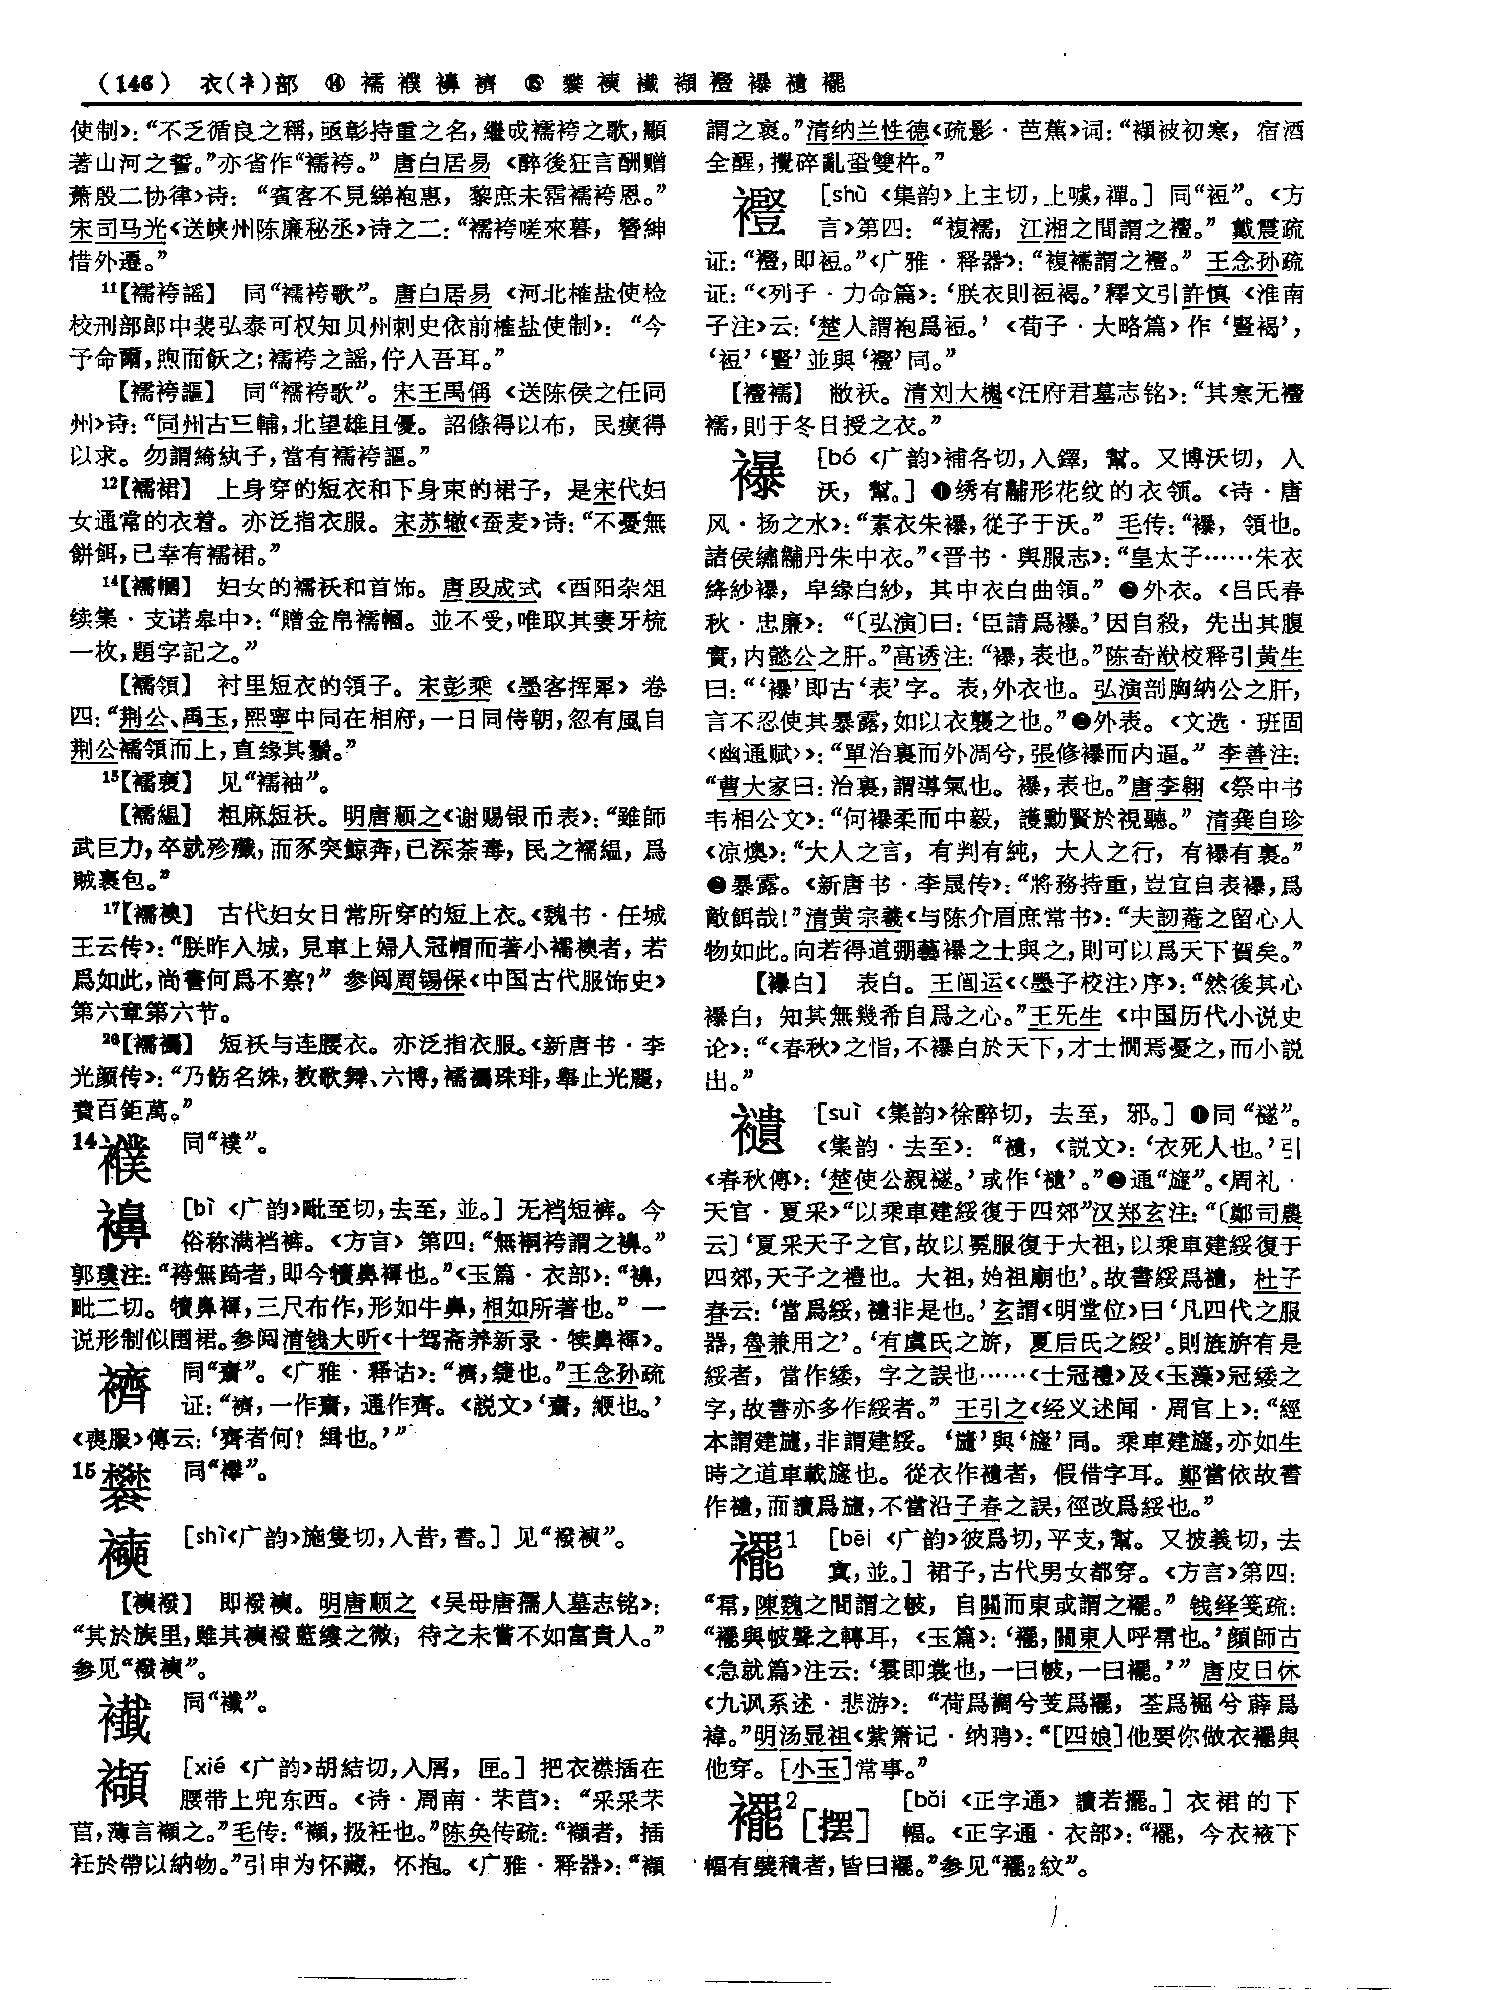 (146) 衣(衤)部 ⑭襦襆襣䙠 ⑮襻襫襳襭䙭襮襚襬
使制》：“不乏循良之稱，亟彰持重之名，繼成襦袴之歌，顯
著山河之誓。”亦省作“襦袴。” 唐白居易《醉後狂言酬赠
萧殷二协律》诗：“賓客不見綈袍惠，黎庶未霑襦袴恩。”
宋司马光《送峡州陈廉秘丞》诗之二：“襦袴嗟來暮，簪紳
惜外遷。”
11【襦袴謡】 同“襦袴歌”。唐白居易《河北榷盐使检
校刑部郎中裴弘泰可权知贝州刺史依前榷盐使制》：“今
予命爾，煦而飫之；襦袴之謡，佇入吾耳。”
【襦袴謳】 同“襦袴歌”。宋王禹偁《送陈侯之任同
州》诗：“同州古三輔，北望雄且優。詔條得以布，民瘼得
以求。勿謂綺紈子，當有襦袴謳。”
12【襦裙】 上身穿的短衣和下身束的裙子，是宋代妇
女通常的衣着。亦泛指衣服。宋苏辙《蚕麦》诗：“不憂無
餅餌，已幸有襦裙。”
14【襦幗】 妇女的襦袄和首饰。唐段成式《酉阳杂俎
续集·支诺皋中》：“贈金帛襦幗。並不受，唯取其妻牙梳
一枚，題字記之。”
【襦領】 衬里短衣的領子。宋彭乘《墨客挥犀》卷
四：“荆公、禹玉，熙寧中同在相府，一日同侍朝，忽有風自
荆公襦領而上，直緣其鬚。”
15【襦褎】 见“襦袖”。
【襦緼】 粗麻短袄。明唐顺之《谢赐银币表》：“雖師
武臣力，卒就殄殲，而豕突鯨奔，已深荼毒，民之襦緼，爲
賊裹包。”
17【襦襖】 古代妇女日常所穿的短上衣。《魏书·任城
王云传》：“朕昨入城，見車上婦人冠帽而著小襦襖者，若
爲如此，尚書何爲不察？” 参阅周锡保《中国古代服饰史》
第六章第六节。
20【襦襡】 短袄与连腰衣。亦泛指衣服。《新唐书·李
光颜传》：“乃飭名姝，教歌舞、六博，襦襡珠琲，舉止光麗，
費百鉅萬。”
14 襆 同“襥”。
襣 [bì 《广韵》毗至切，去至，並。] 无裆短裤。今
俗称满裆裤。《方言》第四：“無裥袴謂之襣。”
郭璞注：“袴無踦者，即今犢鼻褌也。”《玉篇·衣部》：“襣，
毗二切。犢鼻褌，三尺布作，形如牛鼻，相如所著也。” 一
说形制似围裙。参阅清钱大昕《十驾斋养新录·犊鼻褌》。
䙠 同“齌”。《广雅·释诂》：“䙠，緁也。”王念孙疏
证：“䙠，一作齌，通作齊。《説文》‘齌，緶也。’
《喪服》傳云：‘齊者何？緝也。’”
15 襻 同“襷”。
襫 [shì《广韵》施隻切，入昔，書。] 见“襏襫”。
【襫襏】 即襏襫。明唐顺之《吴母唐孺人墓志铭》：
“其於族里，雖其襫襏藍縷之微，待之未嘗不如富貴人。”
参见“襏襫”。
襳 同“襳”。
襭 [xié 《广韵》胡結切，入屑，匣。] 把衣襟插在
腰带上兜东西。《诗·周南·芣苢》：“采采芣
苢，薄言襭之。”毛传：“襭，扱衽也。”陈奂传疏：“襭者，插
衽於帶以納物。”引申为怀藏，怀抱。《广雅·释器》：“襭
謂之褱。”清纳兰性德《疏影·芭蕉》词：“襭被初寒，宿酒
全醒，攪碎亂蛩雙杵。”
䙭 [shù 《集韵》上主切，上噳，禪。] 同“裋”。《方
言》第四：“複襦，江湘之間謂之䙭。” 戴震疏
证：“䙭，即裋。”《广雅·释器》：“複襦謂之䙭。” 王念孙疏
证：“《列子·力命篇》：‘朕衣則裋褐。’釋文引許慎《淮南
子注》云：‘楚人謂袍爲裋。’《荀子·大略篇》作‘豎褐’，
‘裋’‘豎’並與‘䙭’同。”
【䙭襦】 敝袄。清刘大櫆《汪府君墓志铭》：“其寒无䙭
襦，則于冬日授之衣。”
襮 [bó 《广韵》補各切，入鐸，幫。又博沃切，入
沃，幫。] ❶绣有黼形花纹的衣领。《诗·唐
风·扬之水》：“素衣朱襮，從子于沃。” 毛传：“襮，領也。
諸侯繡黼丹朱中衣。”《晋书·舆服志》：“皇太子……朱衣
絳紗襮，皁緣白紗，其中衣白曲領。” ❷外衣。《吕氏春
秋·忠廉》：“〔弘演〕曰：‘臣請爲襮。’因自殺，先出其腹
實，内懿公之肝。”高诱注：“襮，表也。”陈奇猷校释引黄生
曰：“‘襮’即古‘表’字。表，外衣也。弘演剖胸納公之肝，
言不忍使其暴露，如以衣襲之也。”❸外表。《文选·班固
〈幽通赋〉》：“單治裏而外凋兮，張修襮而内逼。” 李善注：
“曹大家曰：治裏，謂導氣也。襮，表也。”唐李翱《祭中书
韦相公文》：“何襮柔而中毅，護勳賢於視聽。” 清龚自珍
《凉燠》：“大人之言，有判有純，大人之行，有襮有裏。”
❹暴露。《新唐书·李晟传》：“將務持重，豈宜自表襮，爲
敵餌哉！”清黄宗羲《与陈介眉庶常书》：“夫韌菴之留心人
物如此。向若得道弸藝襮之士與之，則可以爲天下賀矣。”
【襮白】 表白。王闿运《〈墨子校注〉序》：“然後其心
襮白，知其無幾希自爲之心。”王旡生《中国历代小说史
论》：“《春秋》之恉，不襮白於天下，才士憫焉憂之，而小説
出。”
襚 [suì 《集韵》徐醉切，去至，邪。] ❶同“襚”。
《集韵·去至》：“䙡，《説文》：‘衣死人也。’引
《春秋傳》：‘楚使公親襚。’或作‘䙡’。”❷通“旞”。《周礼·
天官·夏采》“以乘車建綏復于四郊”汉郑玄注：“〔鄭司農
云〕‘夏采天子之官，故以冕服復于大祖，以乘車建綏復于
四郊，天子之禮也。大祖，始祖廟也’。故書綏爲䙡，杜子
春云：‘當爲綏，䙡非是也。’玄謂《明堂位》曰‘凡四代之服
器，魯兼用之’。‘有虞氏之旂，夏后氏之綏’。則旌旂有是
綏者，當作緌，字之誤也……《士冠禮》及《玉藻》冠緌之
字，故書亦多作綏者。” 王引之《经义述闻·周官上》：“經
本謂建旞，非謂建綏。‘旞’與‘旞’同。乘車建旞，亦如生
時之道車載旞也。從衣作䙡者，假借字耳。鄭當依故書
作䙡，而讀爲旞，不當沿子春之誤，徑改爲綏也。”
襬1 [bēi 《广韵》彼爲切，平支，幫。又披義切，去
寘，並。] 裙子，古代男女都穿。《方言》第四：
“帬，陳魏之間謂之帔，自關而東或謂之襬。” 钱绎笺疏：
“襬與帔聲之轉耳，《玉篇》：‘襬，關東人呼帬也。’顔師古
《急就篇》注云：‘裠即裳也，一曰帔，一曰襬。’” 唐皮日休
《九讽系述·悲游》：“荷爲裯兮芰爲襬，荃爲裾兮薜爲
褘。”明汤显祖《紫箫记·纳聘》：“[四娘]他要你做衣襬與
他穿。[小玉]常事。”
襬2[摆] [bǎi 《正字通》讀若擺。] 衣裙的下
幅。《正字通·衣部》：“襬，今衣被下
幅有襞積者，皆曰襬。”参见“襬2紋”。